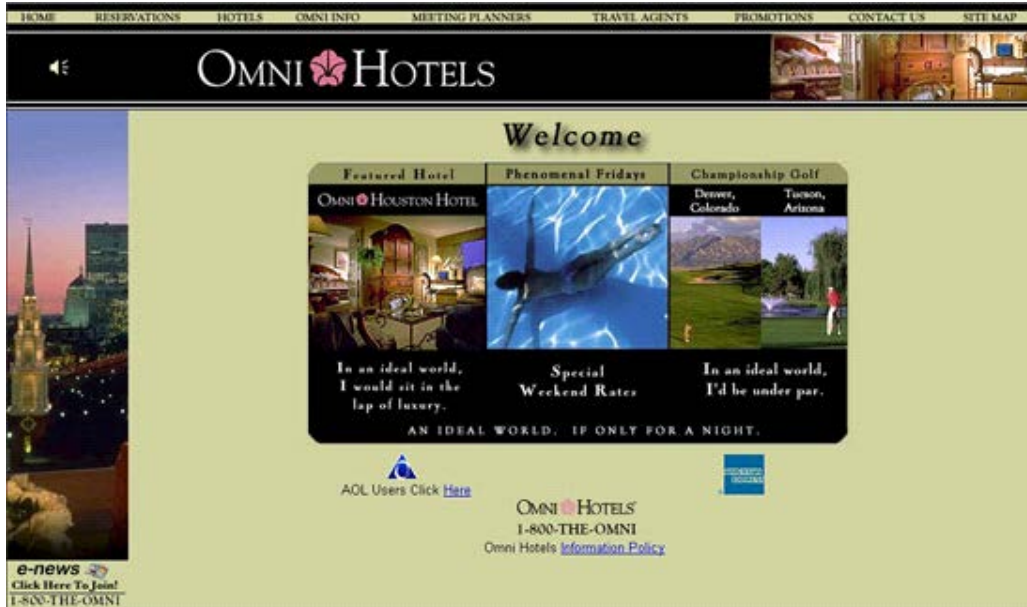 HOME RESERVATIONS HOTELS OMNI INFO MEETING PLANNERS TRAVEL AGENTS PROMOTIONS CONTACT US SITE MAP
OMNI HOTELS
Welcome
Featured Hotel Phenomenal Fridays Championship Golf
OMNI HOUSTON HOTEL
Denver, Colorado
Tucson, Arizona
In an ideal world,
I would sit in the
lap of luxury.
Special
Weekend Rates
In an ideal world,
I'd be under par.
AN IDEAL WORLD. IF ONLY FOR A NIGHT.
AOL Users Click Here
AMERICAN
EXPRESS
OMNI HOTELS
1-800-THE-OMNI
Omni Hotels Information Policy
e-news
Click Here To Join!
1-800-THE-OMNI